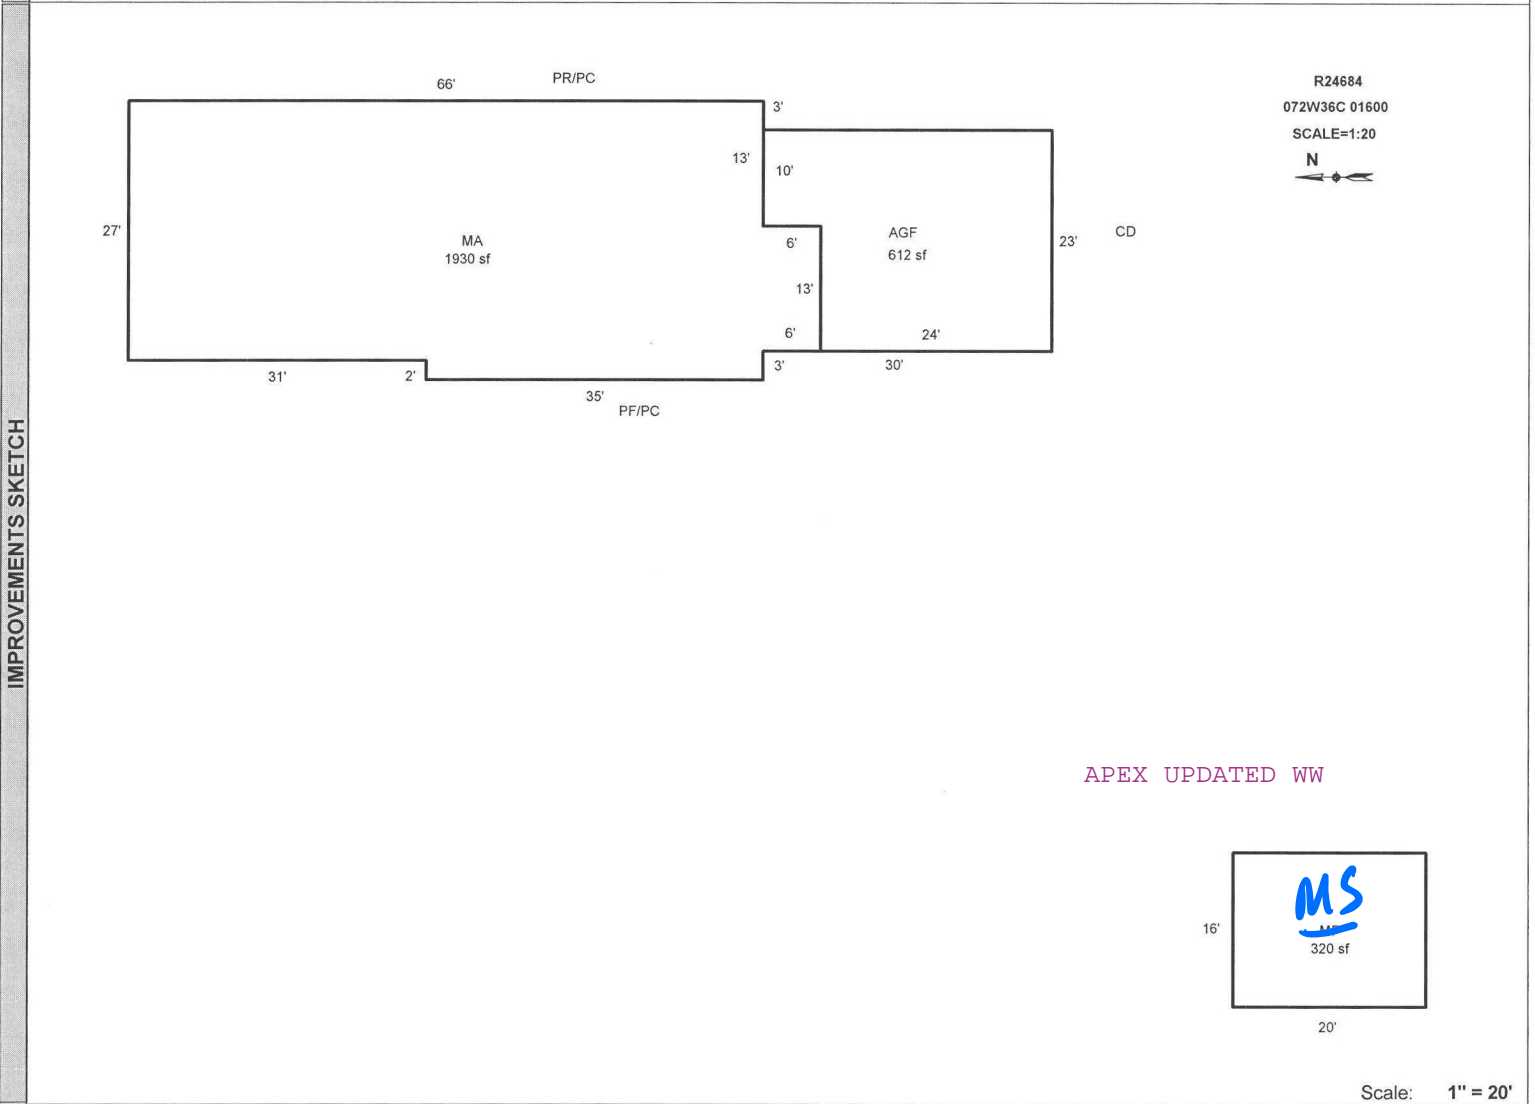 IMPROVEMENTS SKETCH
66'
PR/PC
R24684
072W36C 01600
SCALE=1:20
N
3'
13'
10'
27'
MA
1930 sf
6'
AGF
612 sf
23'
CD
13'
6'
24'
31'
2'
3'
30'
35'
PF/PC
APEX UPDATED WW
MS
16'
320 sf
20'
Scale: 1" = 20'